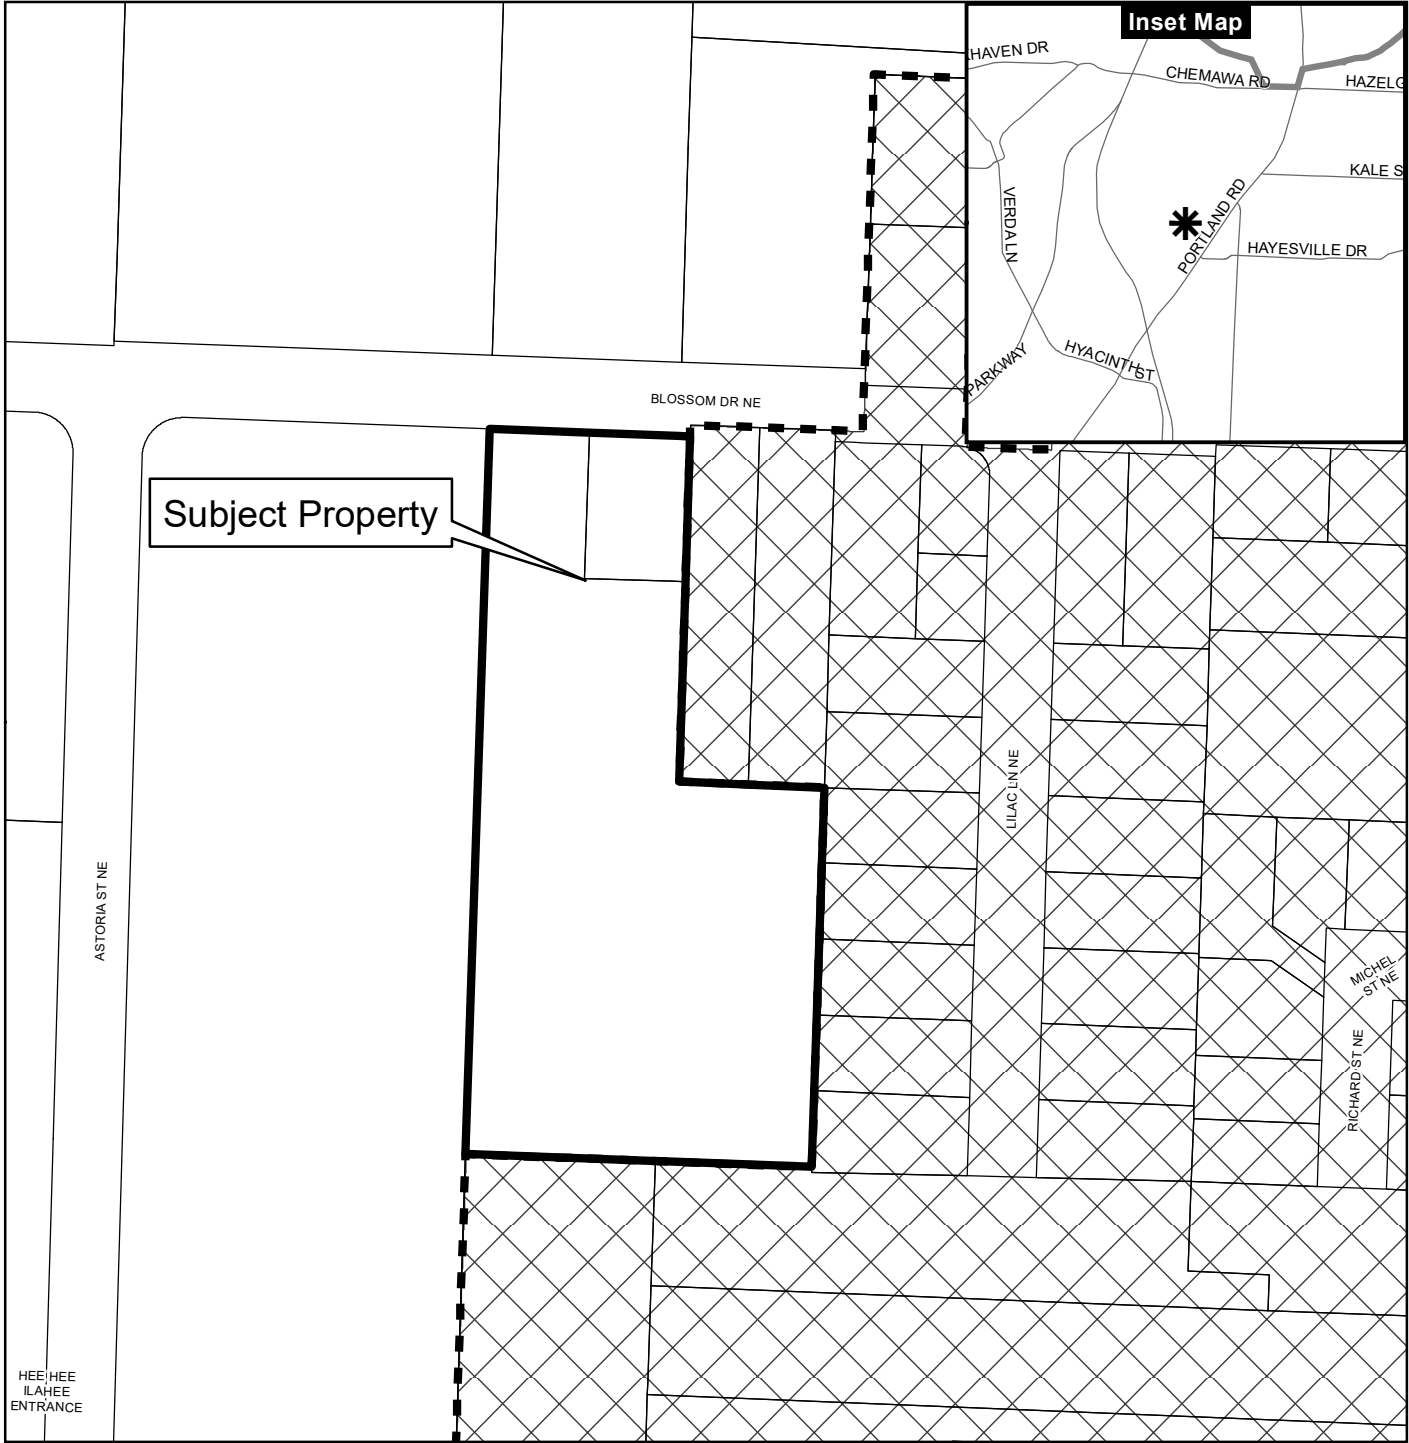 Inset Map
HAVEN DR
CHEMAWA RD
HAZELG
KALE S
VERDA LN
PORTLAND RD
HAYESVILLE DR
HYACINTH ST
PARKWAY
BLOSSOM DR NE
Subject Property
LILAC LN NE
ASTORIA ST NE
MICHEL
ST NE
RICHARD ST NE
HEE HEE
ILAHEE
ENTRANCE